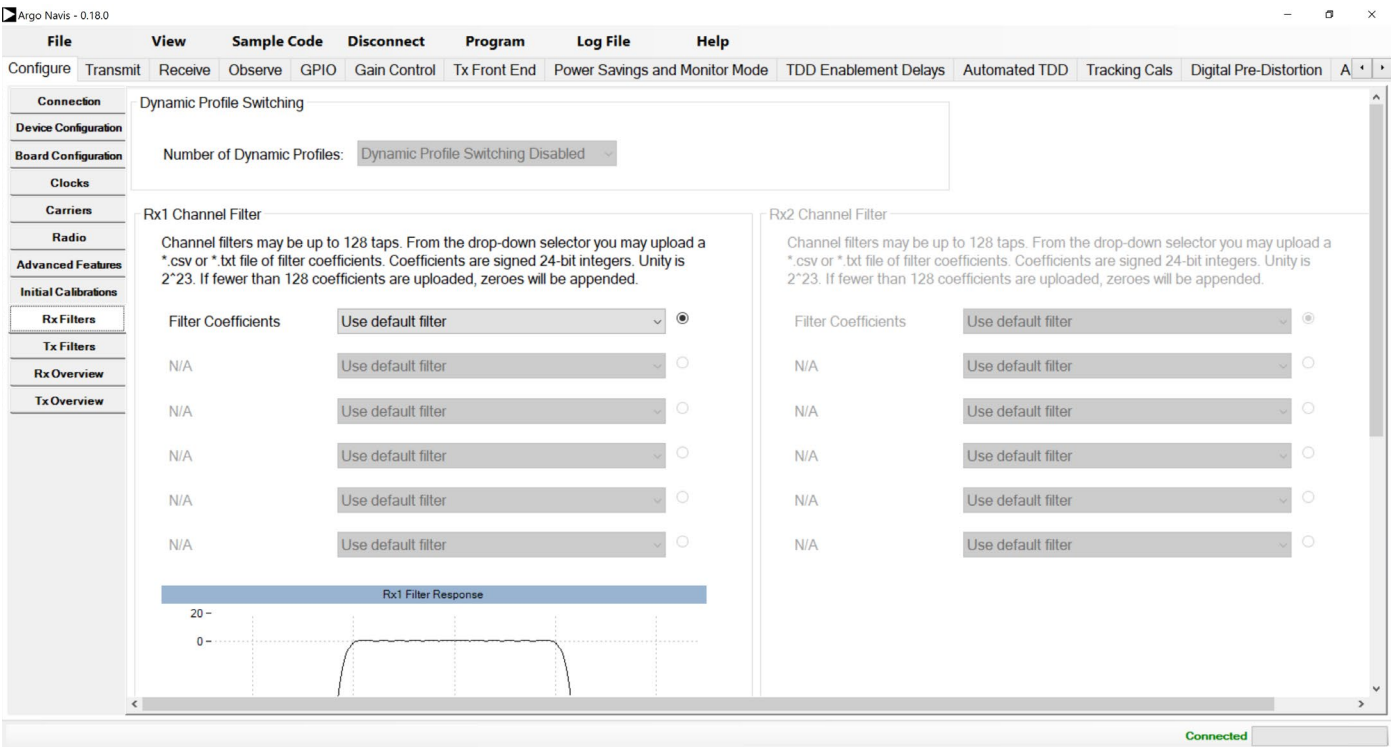 Argo Navis - 0.18.0
File View Sample Code Disconnect Program Log File Help
Configure Transmit Receive Observe GPIO Gain Control Tx Front End Power Savings and Monitor Mode TDD Enablement Delays Automated TDD Tracking Cals Digital Pre-Distortion A
Connection
Device Configuration
Board Configuration
Clocks
Carriers
Radio
Advanced Features
Initial Calibrations
Rx Filters
Tx Filters
Rx Overview
Tx Overview
Dynamic Profile Switching
Number of Dynamic Profiles: Dynamic Profile Switching Disabled
Rx1 Channel Filter
Channel filters may be up to 128 taps. From the drop-down selector you may upload a
*.csv or *.txt file of filter coefficients. Coefficients are signed 24-bit integers. Unity is
2^23. If fewer than 128 coefficients are uploaded, zeroes will be appended.
Filter Coefficients Use default filter
N/A Use default filter
N/A Use default filter
N/A Use default filter
N/A Use default filter
N/A Use default filter
Rx1 Filter Response
20
0
Rx2 Channel Filter
Channel filters may be up to 128 taps. From the drop-down selector you may upload a
*.csv or *.txt file of filter coefficients. Coefficients are signed 24-bit integers. Unity is
2^23. If fewer than 128 coefficients are uploaded, zeroes will be appended.
Filter Coefficients Use default filter
N/A Use default filter
N/A Use default filter
N/A Use default filter
N/A Use default filter
N/A Use default filter
Connected